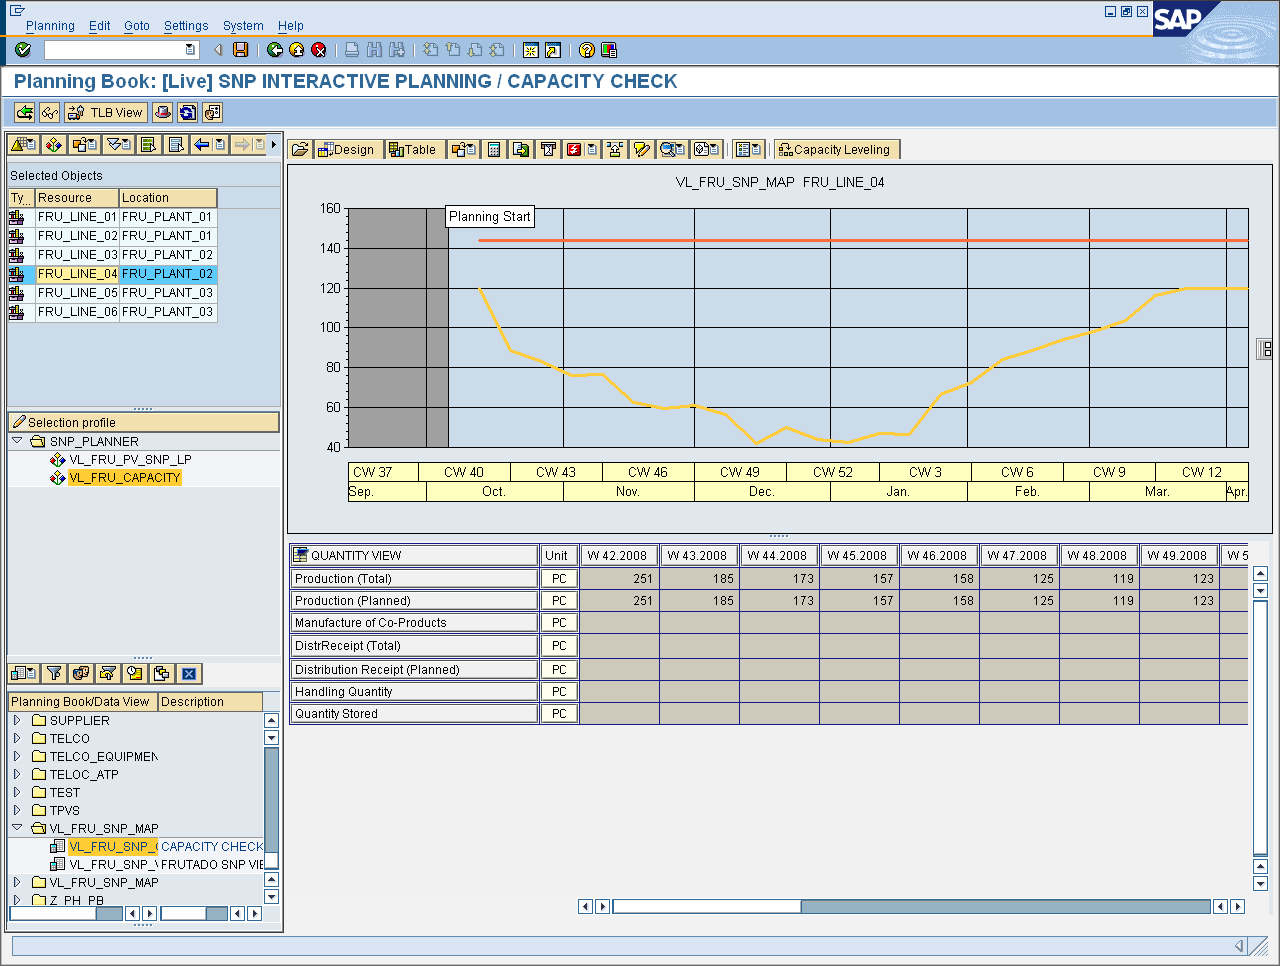 Planning Edit Goto Settings System Help
SAP
Planning Book: [Live] SNP INTERACTIVE PLANNING / CAPACITY CHECK
TLB View
Selected Objects
Ty... Resource Location
FRU_LINE_01 FRU_PLANT_01
FRU_LINE_02 FRU_PLANT_01
FRU_LINE_03 FRU_PLANT_02
FRU_LINE_04 FRU_PLANT_02
FRU_LINE_05 FRU_PLANT_03
FRU_LINE_06 FRU_PLANT_03
Selection profile
SNP_PLANNER
VL_FRU_PV_SNP_LP
VL_FRU_CAPACITY
Planning Book/Data View Description
SUPPLIER
TELCO
TELCO_EQUIPMEN
TELOC_ATP
TEST
TPVS
VL_FRU_SNP_MAP
VL_FRU_SNP_ CAPACITY CHECK
VL_FRU_SNP_ FRUTADO SNP VIE
VL_FRU_SNP_MAP
Z_PH_PB
Design Table Capacity Leveling
VL_FRU_SNP_MAP FRU_LINE_04
Planning Start
160
140
120
100
80
60
40
CW 37 CW 40 CW 43 CW 46 CW 49 CW 52 CW 3 CW 6 CW 9 CW 12
Sep. Oct. Nov. Dec. Jan. Feb. Mar. Apr.
QUANTITY VIEW Unit W 42.2008 W 43.2008 W 44.2008 W 45.2008 W 46.2008 W 47.2008 W 48.2008 W 49.2008 W 5
Production (Total) PC 251 185 173 157 158 125 119 123
Production (Planned) PC 251 185 173 157 158 125 119 123
Manufacture of Co-Products PC
DistrReceipt (Total) PC
Distribution Receipt (Planned) PC
Handling Quantity PC
Quantity Stored PC